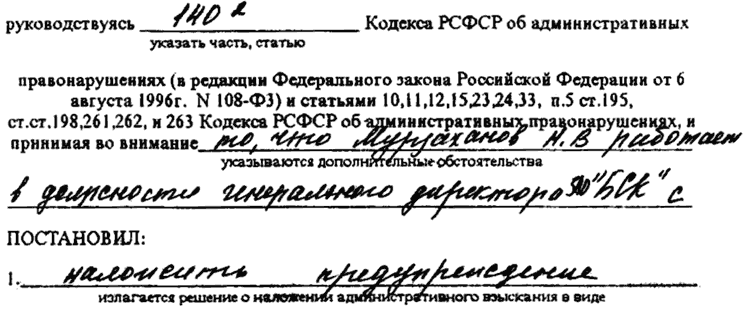 руководствуясь 140 2 Кодекса РСФСР об административных
указать часть, статью
правонарушениях (в редакции Федерального закона Российской Федерации от 6
августа 1996г. N 108-ФЗ) и статьями 10,11,12,15,23,24,33, п.5 ст.195,
ст.ст.198,261,262, и 263 Кодекса РСФСР об административных правонарушениях, и
принимая во внимание то, что Мурзаханов Н.В работает
указываются дополнительные обстоятельства
в должности генерального директора "БСК" с
ПОСТАНОВИЛ:
1. наложить предупреждение
излагается решение о наложении административного взыскания в виде